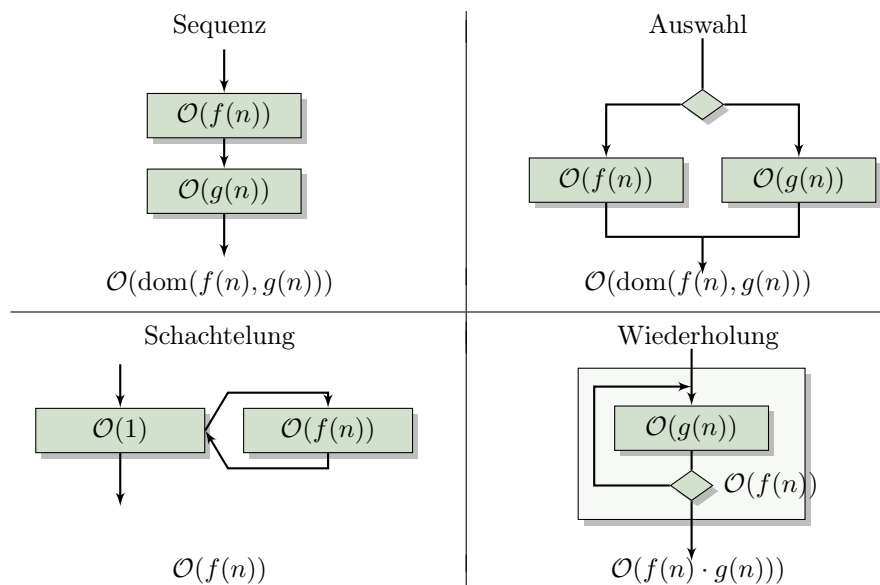 Sequenz
𝒪(f(n))
𝒪(g(n))
𝒪(dom(f(n), g(n)))
Auswahl
𝒪(f(n))
𝒪(g(n))
𝒪(dom(f(n), g(n)))
Schachtelung
𝒪(1)
𝒪(f(n))
𝒪(f(n))
Wiederholung
𝒪(g(n))
𝒪(f(n))
𝒪(f(n) · g(n)))